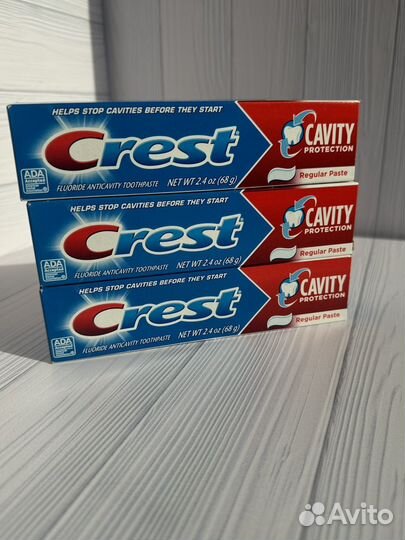 HELPS STOP CAVITIES BEFORE THEY START
Crest
CAVITY
PROTECTION
Regular Paste
ADA
Accepted
FLUORIDE ANTICAVITY TOOTHPASTE NET WT 2.4 oz (68 g)
HELPS STOP CAVITIES BEFORE THEY START
Crest
CAVITY
PROTECTION
Regular Paste
ADA
Accepted
FLUORIDE ANTICAVITY TOOTHPASTE NET WT 2.4 oz (68 g)
HELPS STOP CAVITIES BEFORE THEY START
Crest
CAVITY
PROTECTION
Regular Paste
ADA
Accepted
FLUORIDE ANTICAVITY TOOTHPASTE NET WT 2.4 oz (68 g)
Avito